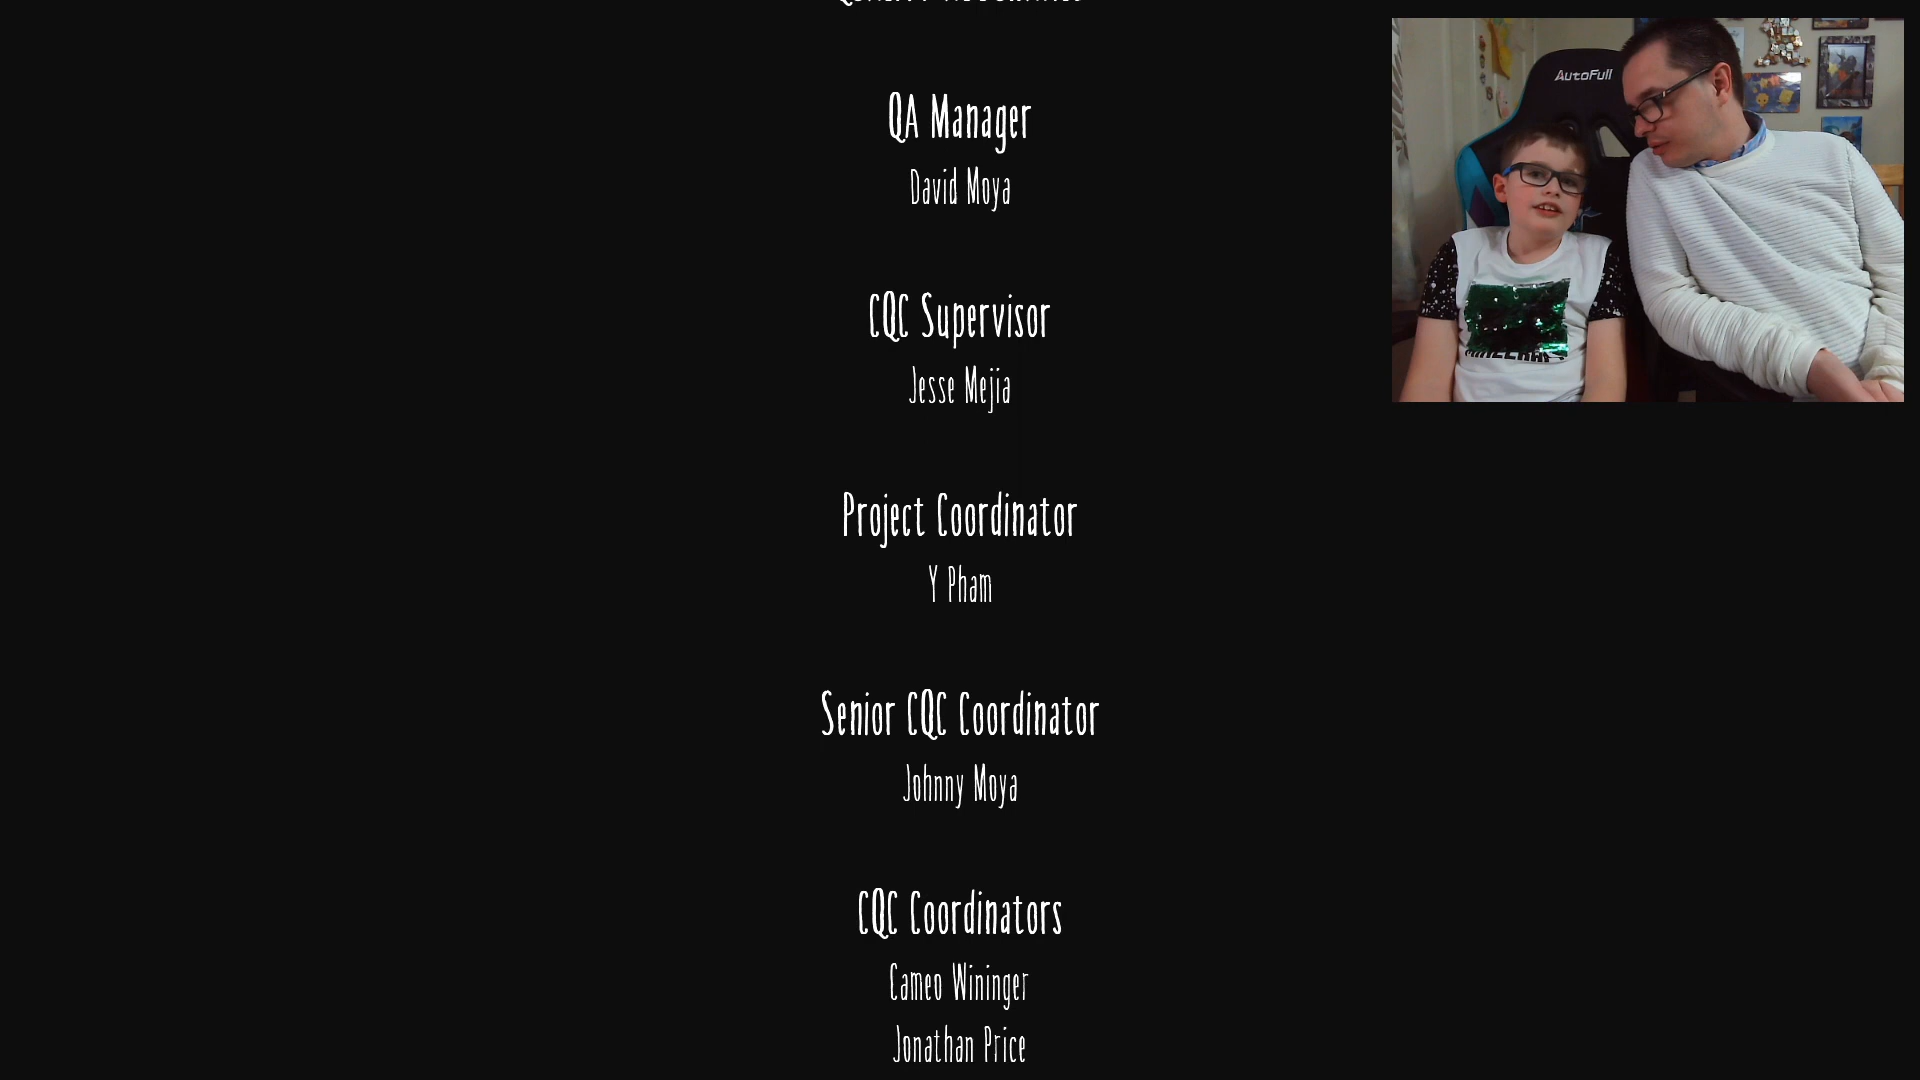 QA Manager
David Moya
CQC Supervisor
Jesse Mejia
Project Coordinator
Y Pham
Senior CQC Coordinator
Johnny Moya
CQC Coordinators
Cameo Wininger
Jonathan Price
AutoFull